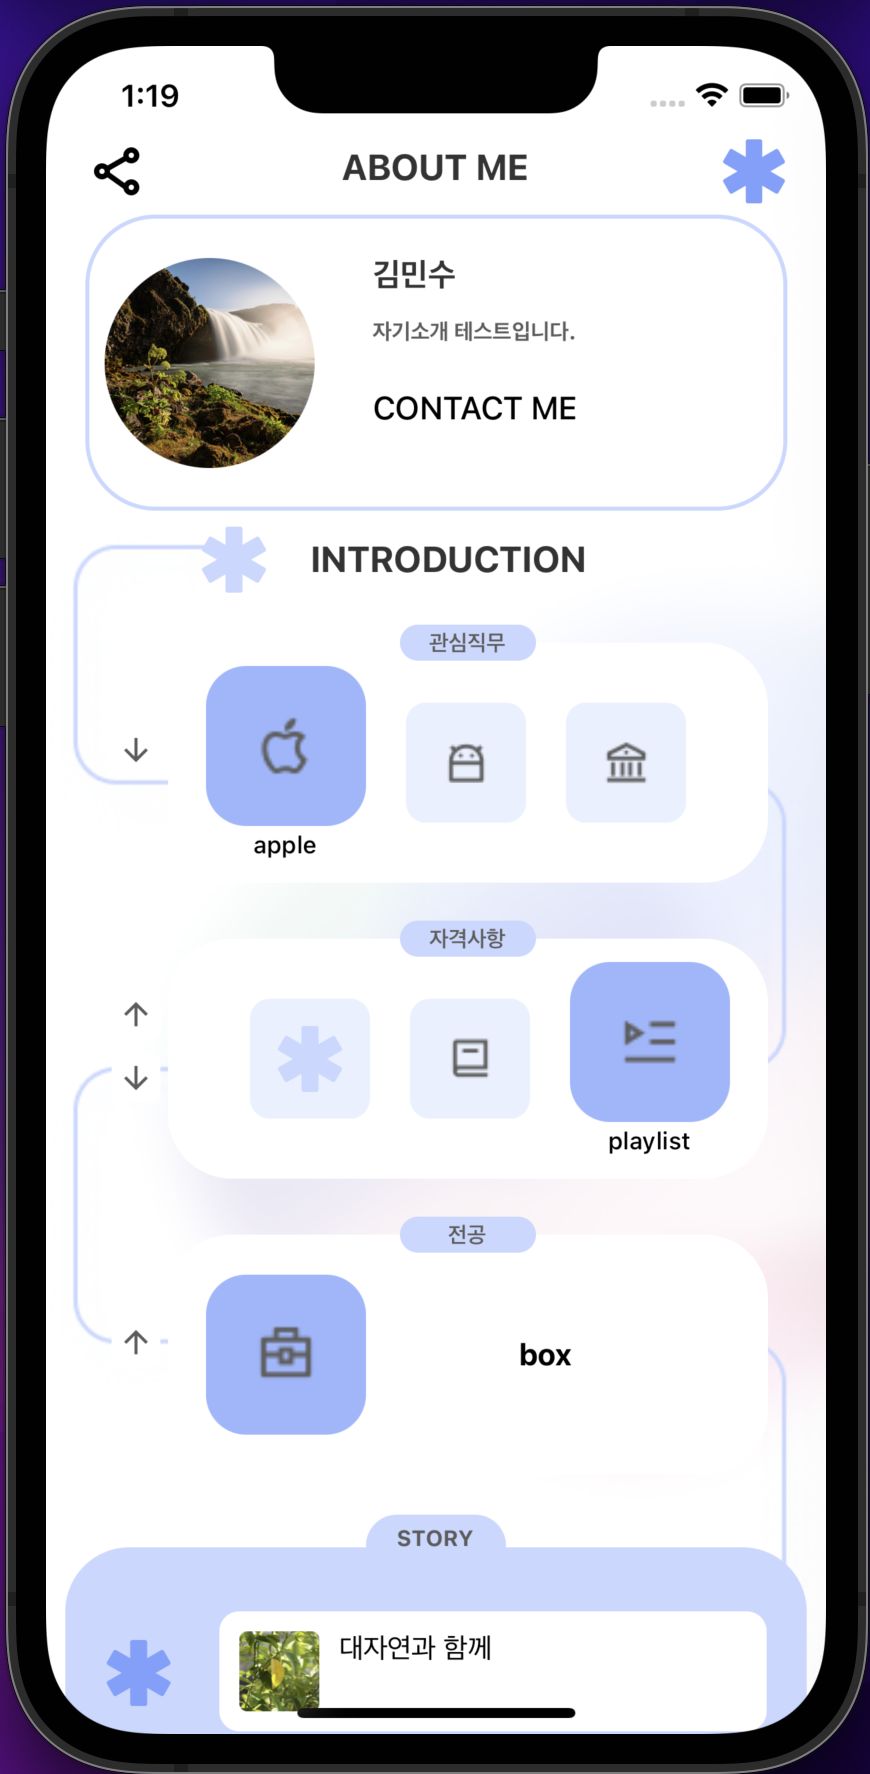 1:19
ABOUT ME
김민수
자기소개 테스트입니다.
CONTACT ME
INTRODUCTION
관심직무
apple
자격사항
playlist
전공
box
STORY
대자연과 함께